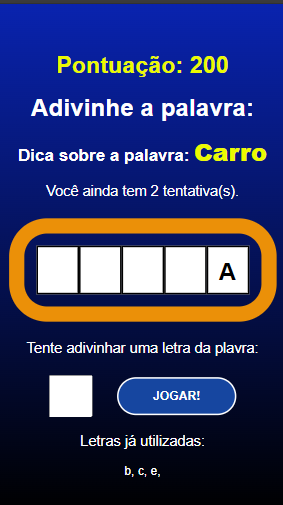 Pontuação: 200
Adivinhe a palavra:
Dica sobre a palavra: Carro
Você ainda tem 2 tentativa(s).
A
Tente adivinhar uma letra da plavra:
JOGAR!
Letras já utilizadas:
b, c, e,